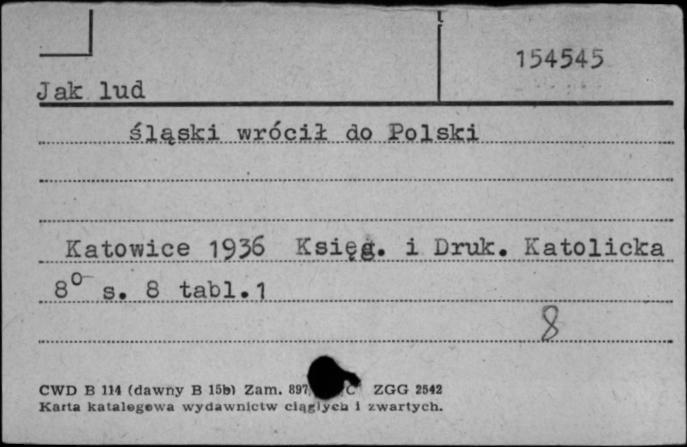 154545
Jak lud
śląski wrócił do Polski
Katowice 1936 Księg. i Druk. Katolicka
8° s. 8 tabl.1
8
CWD B 114 (dawny B 15b) Zam. 897 C ZGG 2542
Karta katalogowa wydawnictw ciągłych i zwartych.